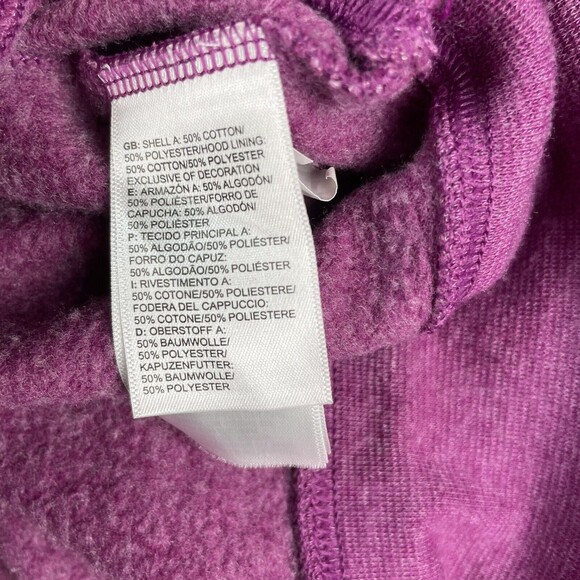 GB: SHELL A: 50% COTTON/
50% POLYESTER/HOOD LINING:
50% COTTON/50% POLYESTER
EXCLUSIVE OF DECORATION
E: ARMAZÓN A: 50% ALGODÓN/
50% POLIÉSTER/FORRO DE
CAPUCHA: 50% ALGODÓN/
50% POLIÉSTER
P: TECIDO PRINCIPAL A:
50% ALGODÃO/50% POLIÉSTER/
FORRO DO CAPUZ:
50% ALGODÃO/50% POLIÉSTER
I: RIVESTIMENTO A:
50% COTONE/50% POLIESTERE/
FODERA DEL CAPPUCCIO:
50% COTONE/50% POLIESTERE
D: OBERSTOFF A:
50% BAUMWOLLE/
50% POLYESTER/
KAPUZENFUTTER:
50% BAUMWOLLE/
50% POLYESTER